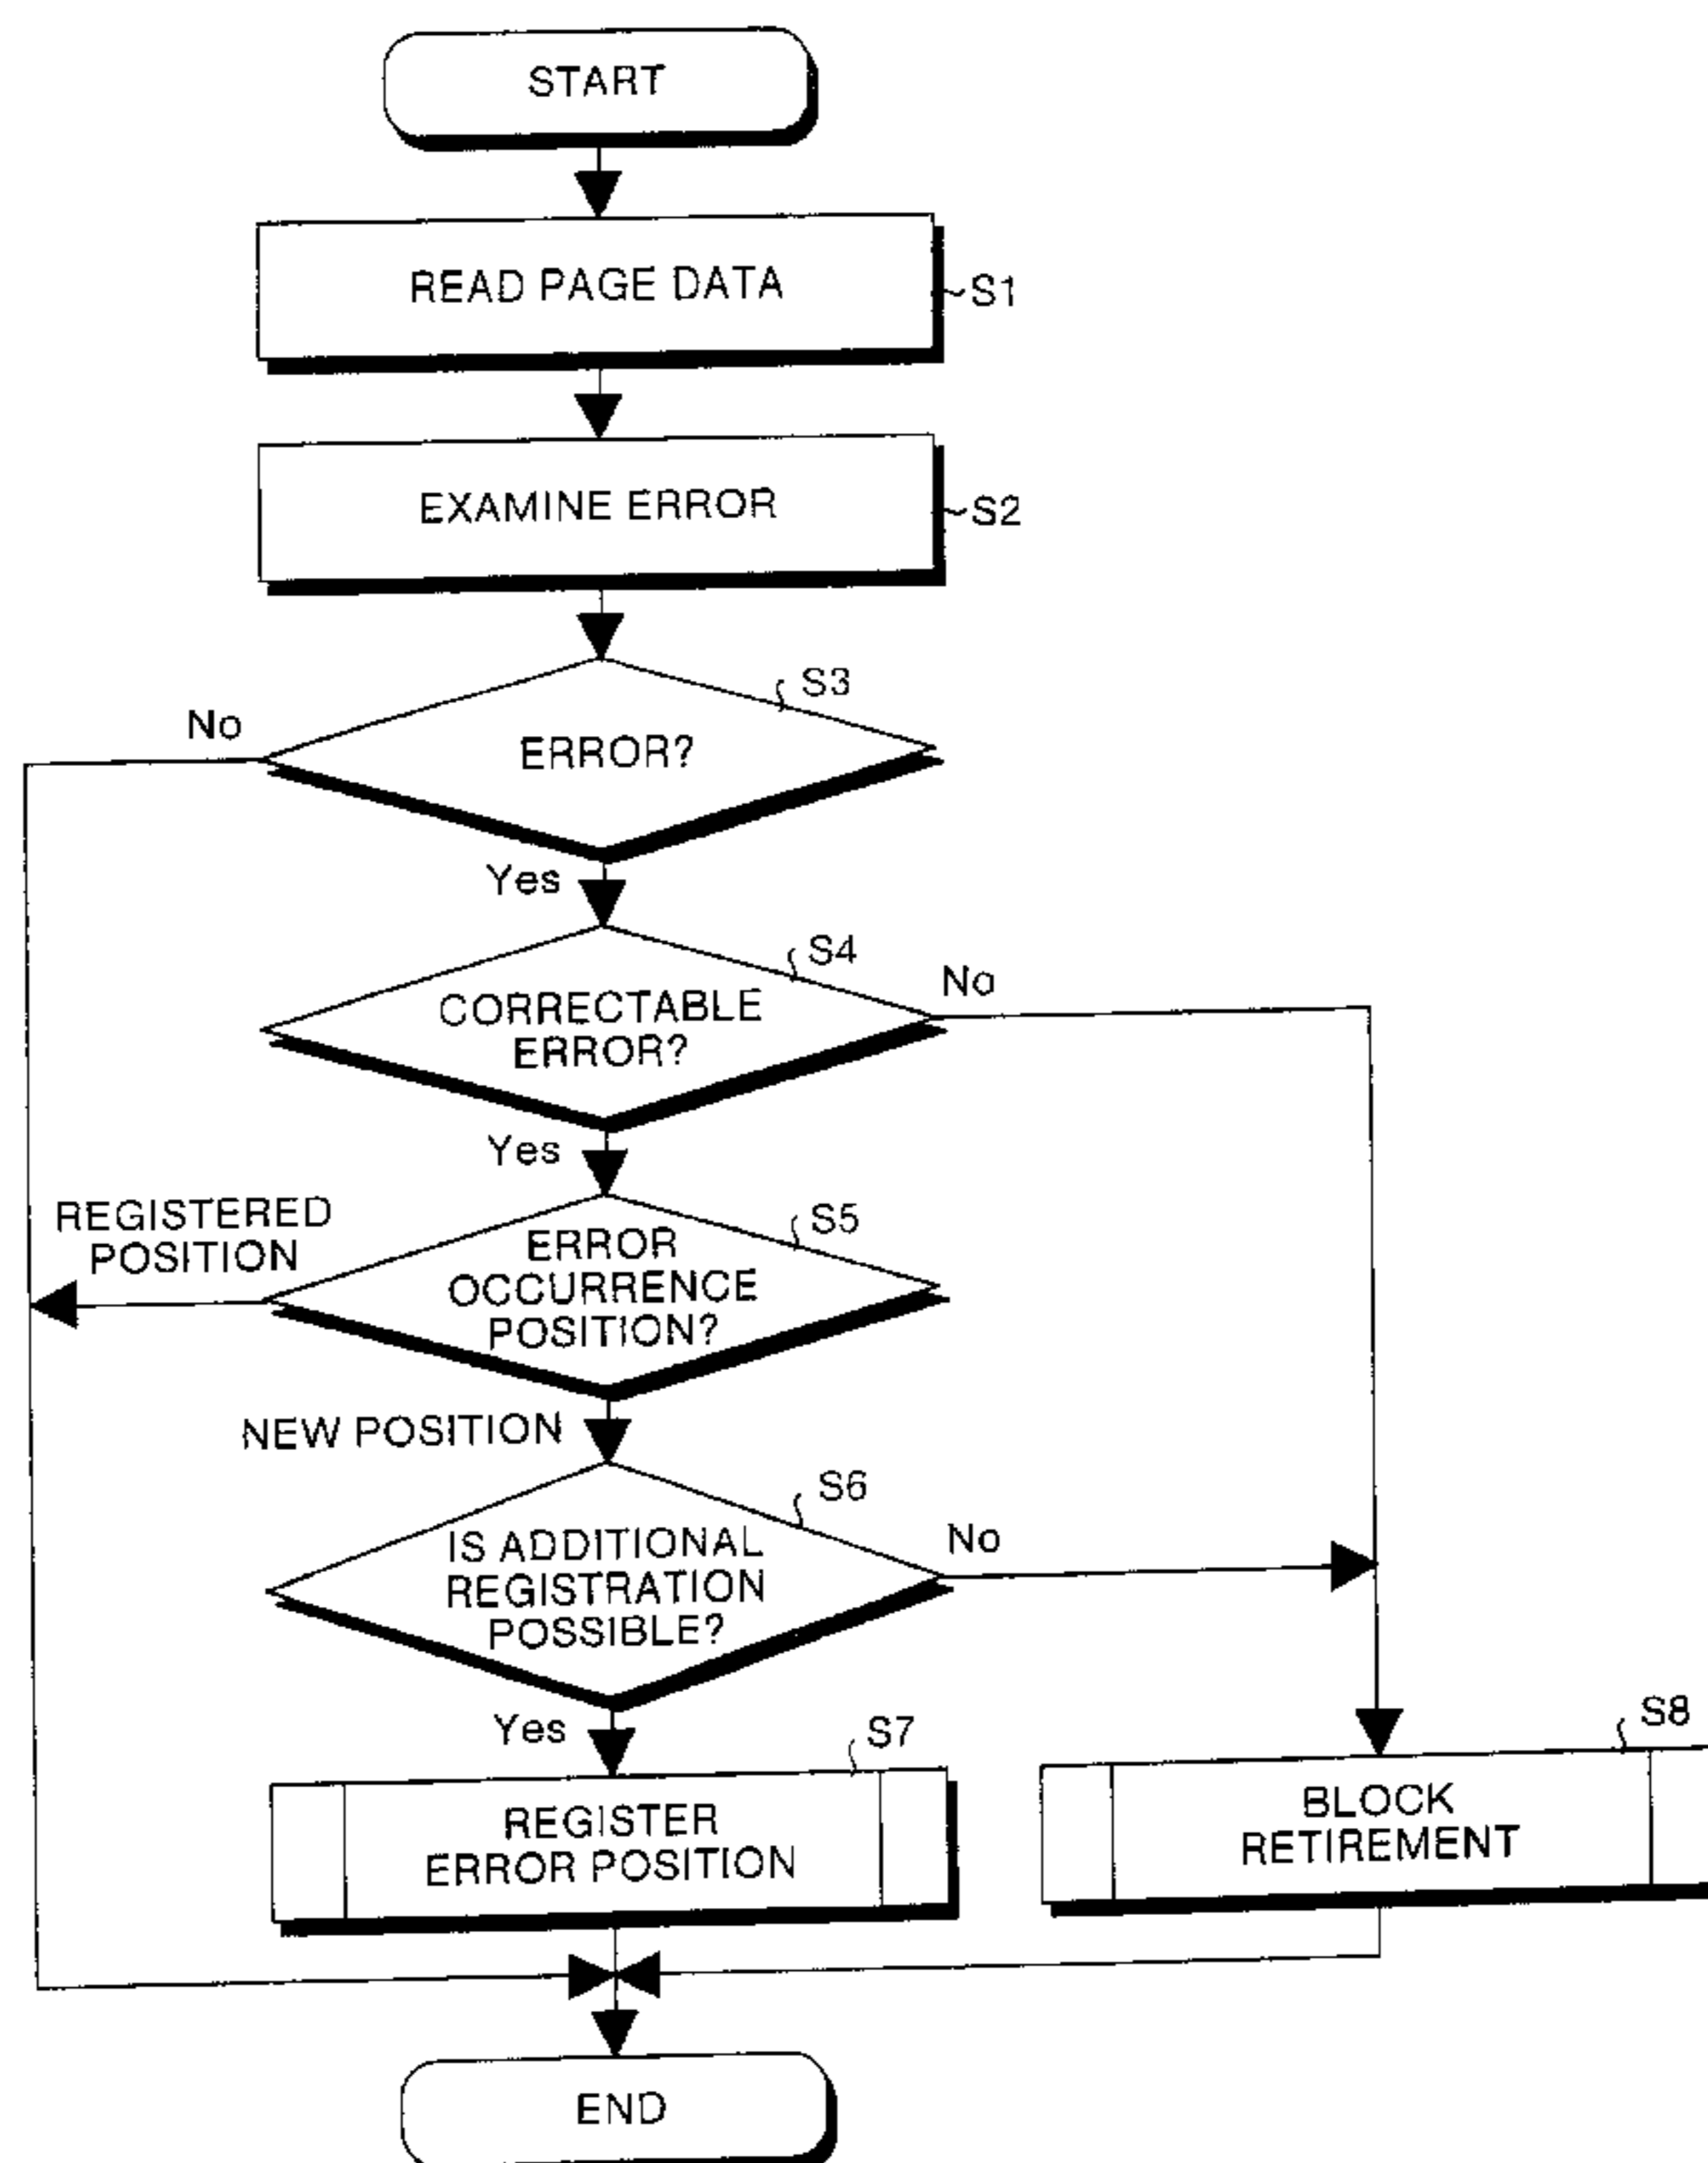 START
READ PAGE DATA
S1
EXAMINE ERROR
S2
S3
No
ERROR?
Yes
S4
No
CORRECTABLE
ERROR?
Yes
REGISTERED
POSITION
S5
ERROR
OCCURRENCE
POSITION?
NEW POSITION
S6
No
IS ADDITIONAL
REGISTRATION
POSSIBLE?
Yes
S7
S8
REGISTER
ERROR POSITION
BLOCK
RETIREMENT
END